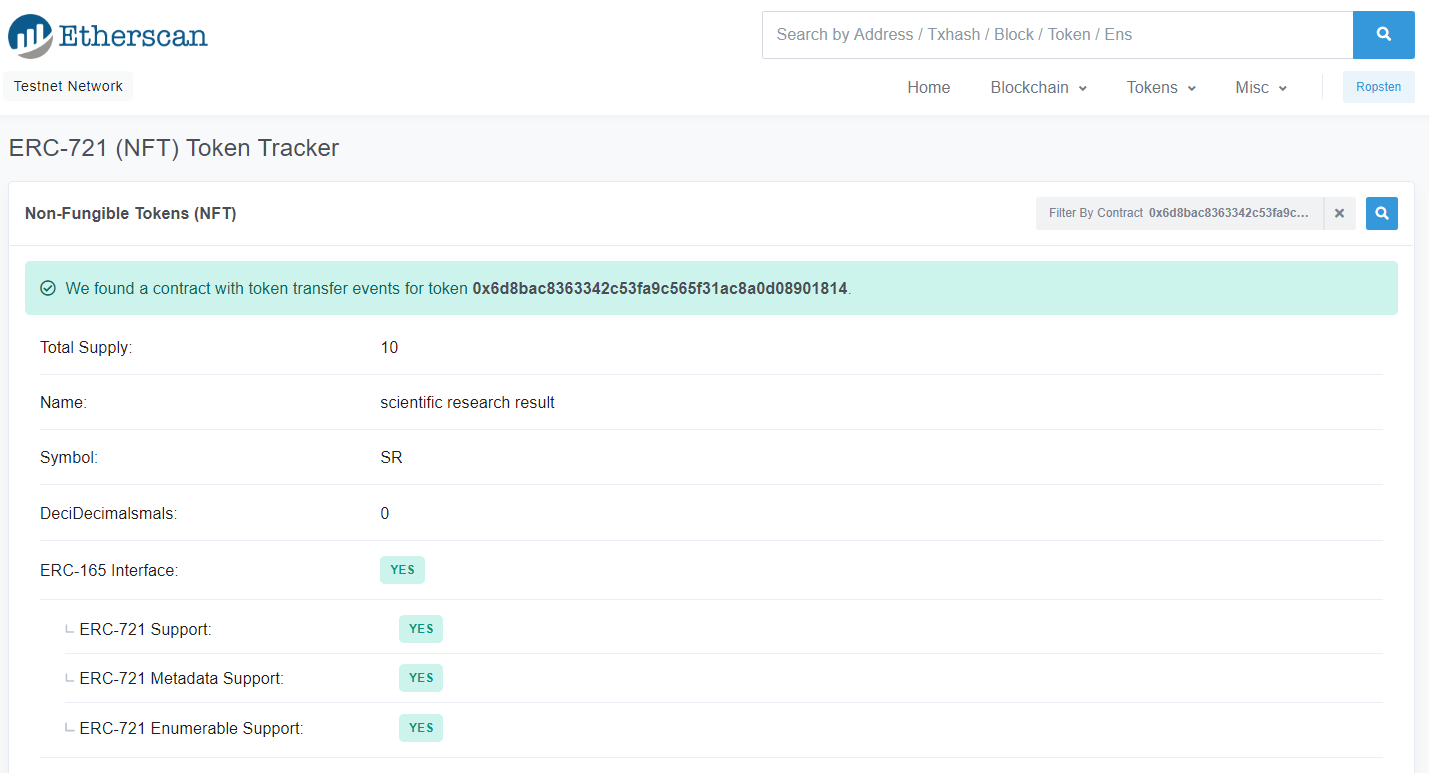 Etherscan
Search by Address / Txhash / Block / Token / Ens
Testnet Network
Home Blockchain Tokens Misc Ropsten
ERC-721 (NFT) Token Tracker
Non-Fungible Tokens (NFT)
Filter By Contract 0x6d8bac8363342c53fa9c...
We found a contract with token transfer events for token 0x6d8bac8363342c53fa9c565f31ac8a0d08901814.
Total Supply: 10
Name: scientific research result
Symbol: SR
DeciDecimalsmals: 0
ERC-165 Interface: YES
ERC-721 Support: YES
ERC-721 Metadata Support: YES
ERC-721 Enumerable Support: YES